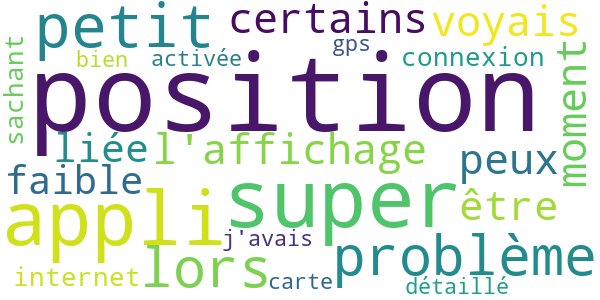 petit certains voyais
gps
bien activée connexion
position
sachant
moment
liée l'affichage peux
faible
appli super être
j'avais problème
lors
internet carte détaillé